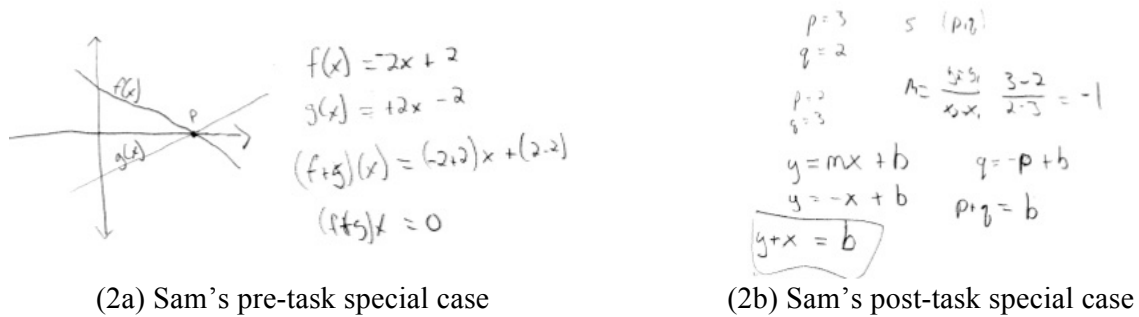 f(x)
g(x)
P
f(x) = -2x + 2
g(x) = +2x - 2
(f+g)(x) = (-2+2)x + (2-2)
(f+g)x = 0
(2a) Sam's pre-task special case
p = 3
q = 2
p = 2
q = 3
y = mx + b
y = -x + b
y+x = b
5 (p,q)
m = y₂-y₁/x₂-x₁ 3-2/2-3 = -1
q = -p + b
p+q = b
(2b) Sam's post-task special case